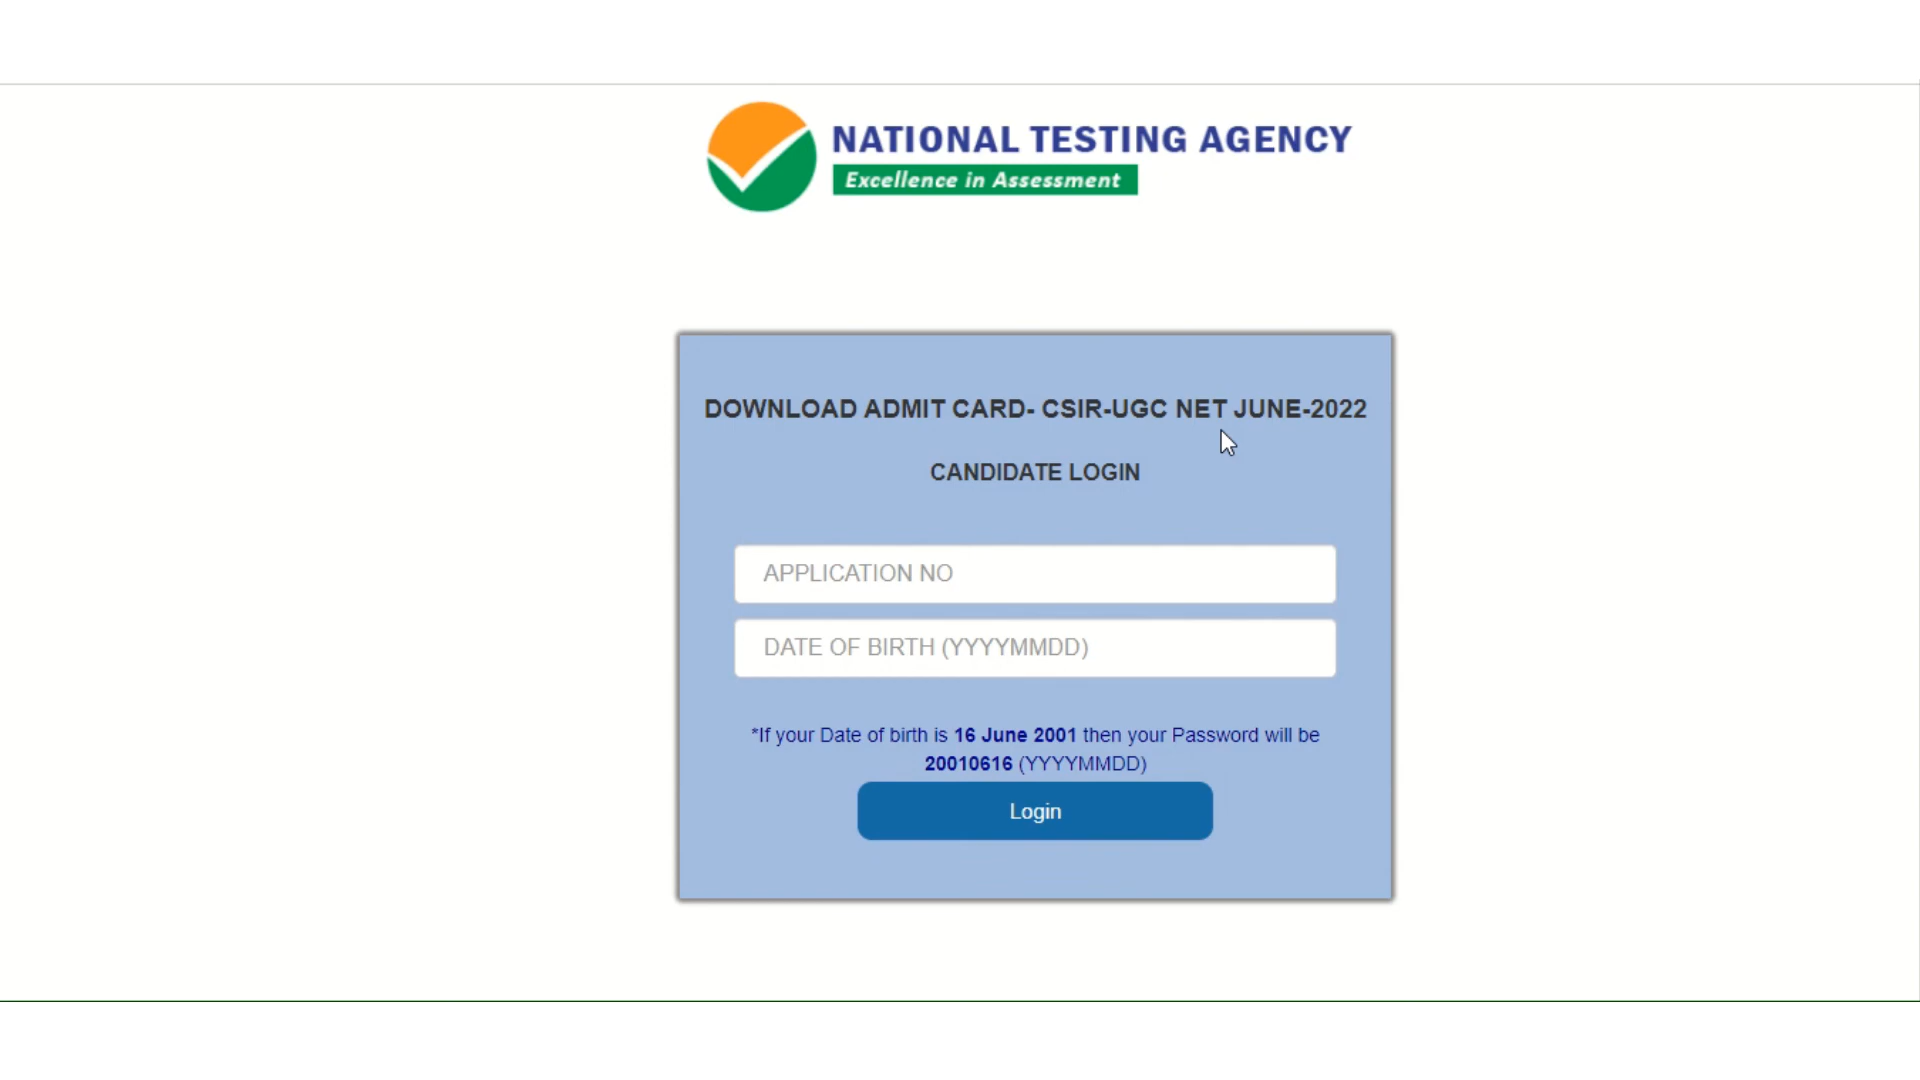 NATIONAL TESTING AGENCY
Excellence in Assessment
DOWNLOAD ADMIT CARD- CSIR-UGC NET JUNE-2022
CANDIDATE LOGIN
APPLICATION NO
DATE OF BIRTH (YYYYMMDD)
*If your Date of birth is 16 June 2001 then your Password will be
20010616 (YYYYMMDD)
Login